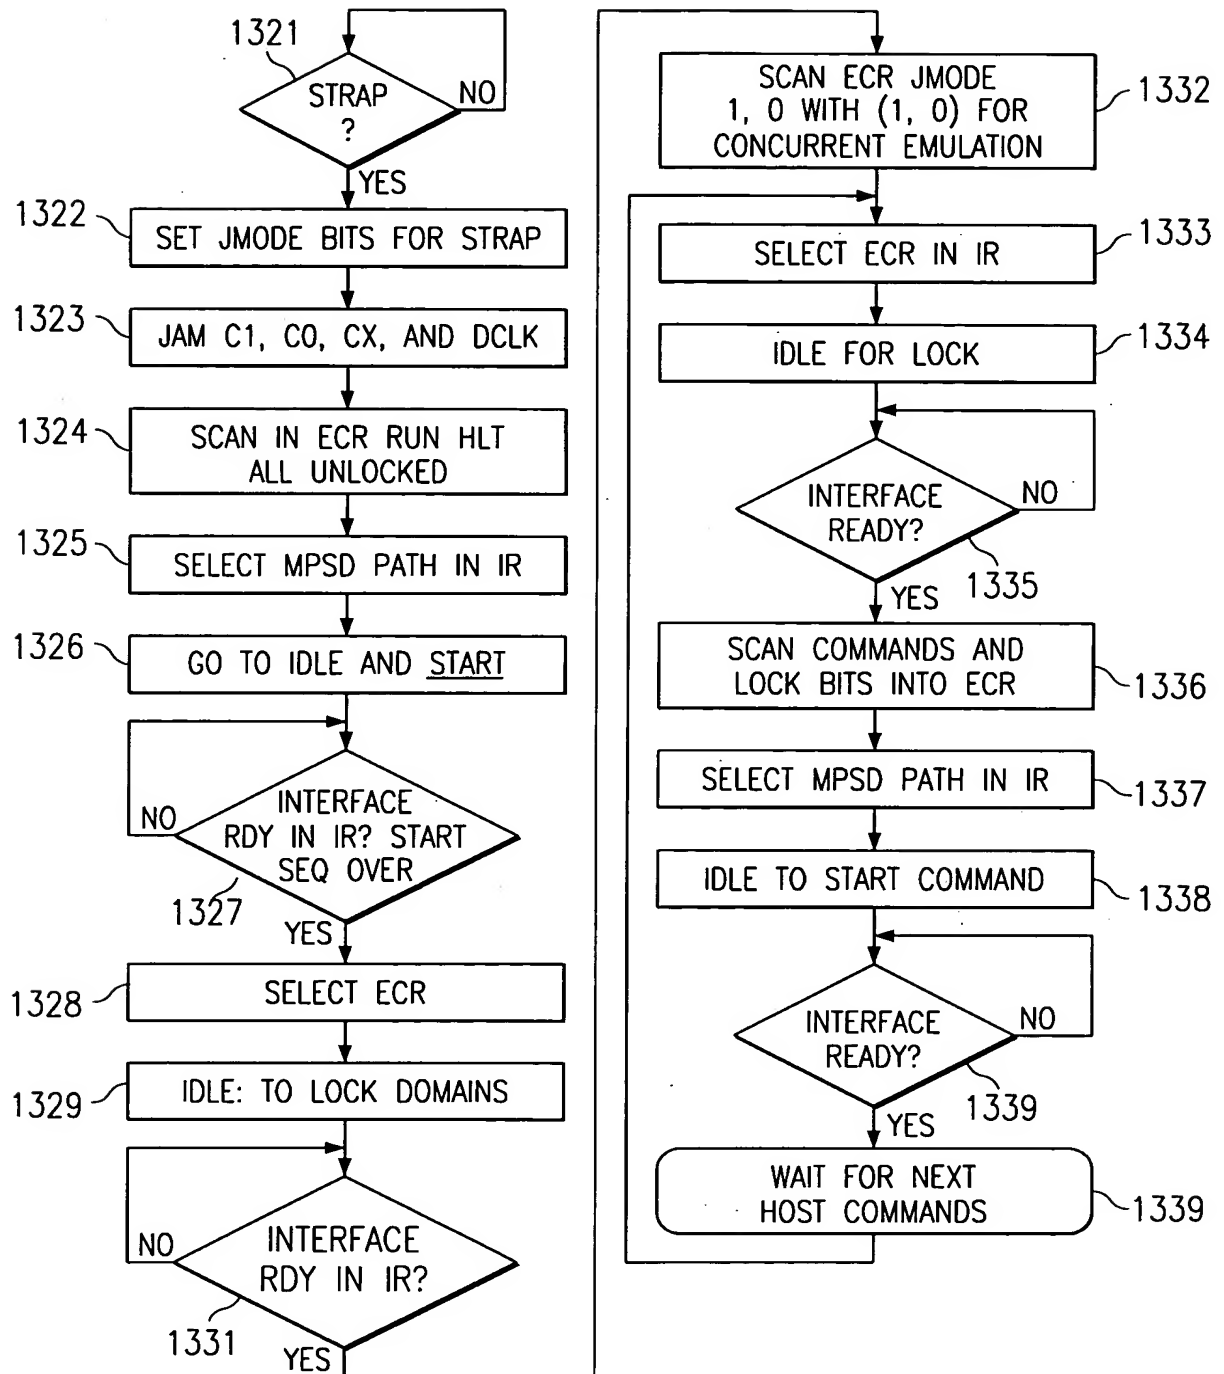 1321
STRAP
?
NO
YES
1322
SET JMODE BITS FOR STRAP
1323
JAM C1, C0, CX, AND DCLK
1324
SCAN IN ECR RUN HLT
ALL UNLOCKED
1325
SELECT MPSD PATH IN IR
1326
GO TO IDLE AND START
INTERFACE
RDY IN IR? START
SEQ OVER
NO
1327
YES
1328
SELECT ECR
1329
IDLE: TO LOCK DOMAINS
INTERFACE
RDY IN IR?
NO
1331
YES
SCAN ECR JMODE
1, 0 WITH (1, 0) FOR
CONCURRENT EMULATION
1332
SELECT ECR IN IR
1333
IDLE FOR LOCK
1334
INTERFACE
READY?
NO
1335
YES
SCAN COMMANDS AND
LOCK BITS INTO ECR
1336
SELECT MPSD PATH IN IR
1337
IDLE TO START COMMAND
1338
INTERFACE
READY?
NO
1339
YES
WAIT FOR NEXT
HOST COMMANDS
1339